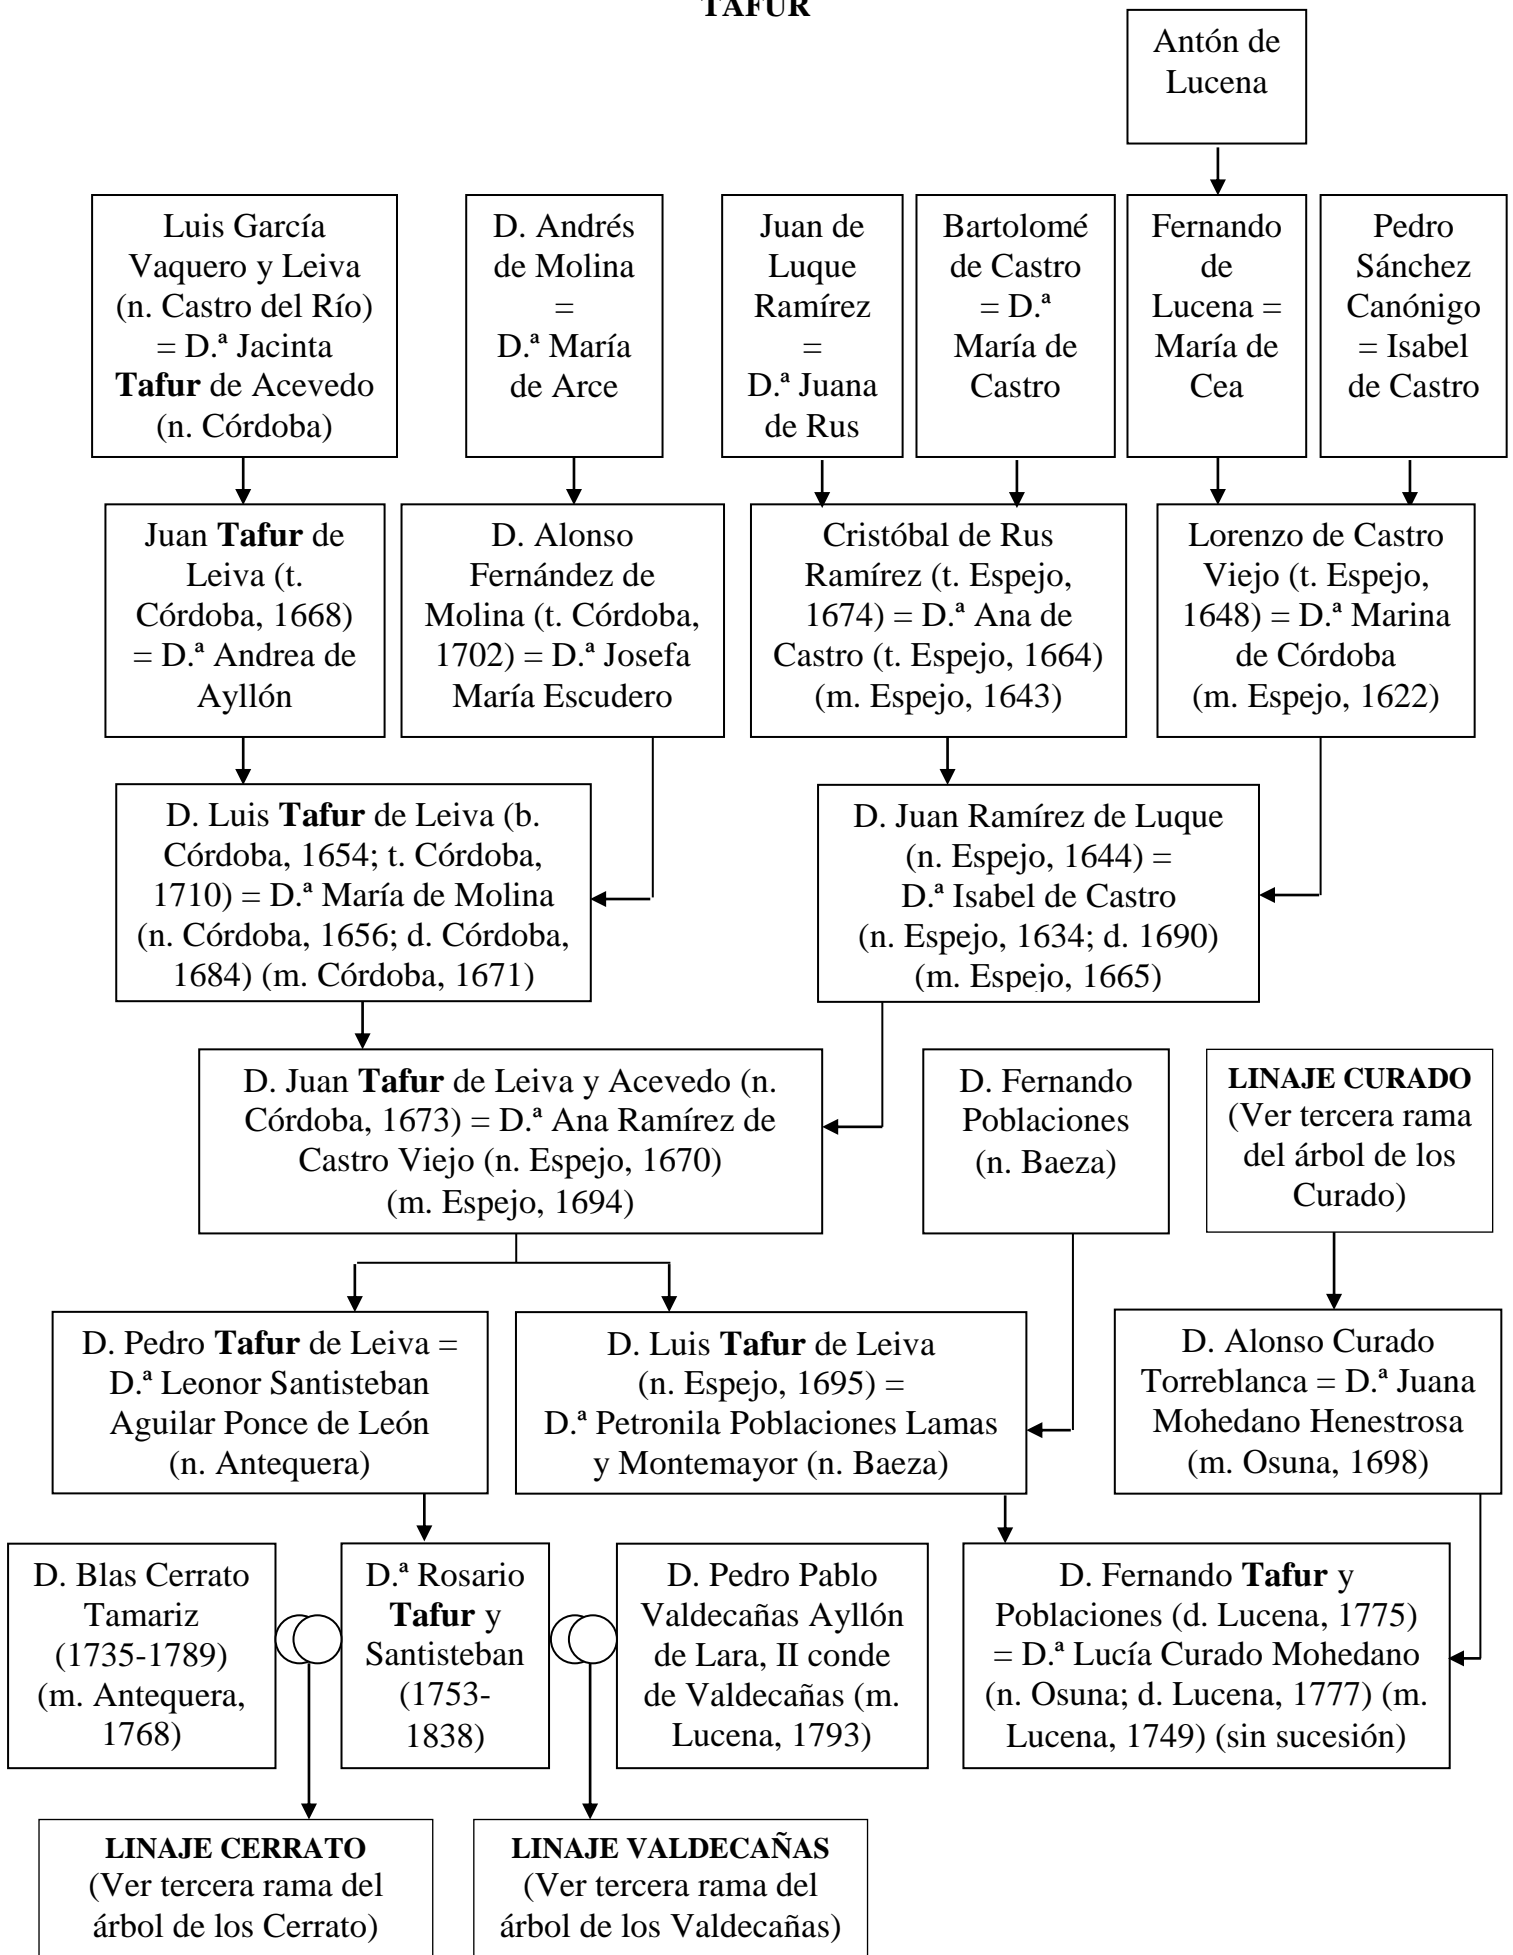 TAFUR
Antón de
Lucena
Luis García
Vaquero y Leiva
(n. Castro del Río)
= D.ª Jacinta
Tafur de Acevedo
(n. Córdoba)
D. Andrés
de Molina
=
D.ª María
de Arce
Juan de
Luque
Ramírez
=
D.ª Juana
de Rus
Bartolomé
de Castro
= D.ª
María de
Castro
Fernando
de
Lucena =
María de
Cea
Pedro
Sánchez
Canónigo
= Isabel
de Castro
Juan Tafur de
Leiva (t.
Córdoba, 1668)
= D.ª Andrea de
Ayllón
D. Alonso
Fernández de
Molina (t. Córdoba,
1702) = D.ª Josefa
María Escudero
Cristóbal de Rus
Ramírez (t. Espejo,
1674) = D.ª Ana de
Castro (t. Espejo, 1664)
(m. Espejo, 1643)
Lorenzo de Castro
Viejo (t. Espejo,
1648) = D.ª Marina
de Córdoba
(m. Espejo, 1622)
D. Luis Tafur de Leiva (b.
Córdoba, 1654; t. Córdoba,
1710) = D.ª María de Molina
(n. Córdoba, 1656; d. Córdoba,
1684) (m. Córdoba, 1671)
D. Juan Ramírez de Luque
(n. Espejo, 1644) =
D.ª Isabel de Castro
(n. Espejo, 1634; d. 1690)
(m. Espejo, 1665)
D. Juan Tafur de Leiva y Acevedo (n.
Córdoba, 1673) = D.ª Ana Ramírez de
Castro Viejo (n. Espejo, 1670)
(m. Espejo, 1694)
D. Fernando
Poblaciones
(n. Baeza)
LINAJE CURADO
(Ver tercera rama
del árbol de los
Curado)
D. Pedro Tafur de Leiva =
D.ª Leonor Santisteban
Aguilar Ponce de León
(n. Antequera)
D. Luis Tafur de Leiva
(n. Espejo, 1695) =
D.ª Petronila Poblaciones Lamas
y Montemayor (n. Baeza)
D. Alonso Curado
Torreblanca = D.ª Juana
Mohedano Henestrosa
(m. Osuna, 1698)
D. Blas Cerrato
Tamariz
(1735-1789)
(m. Antequera,
1768)
D.ª Rosario
Tafur y
Santisteban
(1753-
1838)
D. Pedro Pablo
Valdecañas Ayllón
de Lara, II conde
de Valdecañas (m.
Lucena, 1793)
D. Fernando Tafur y
Poblaciones (d. Lucena, 1775)
= D.ª Lucía Curado Mohedano
(n. Osuna; d. Lucena, 1777) (m.
Lucena, 1749) (sin sucesión)
LINAJE CERRATO
(Ver tercera rama del
árbol de los Cerrato)
LINAJE VALDECAÑAS
(Ver tercera rama del
árbol de los Valdecañas)